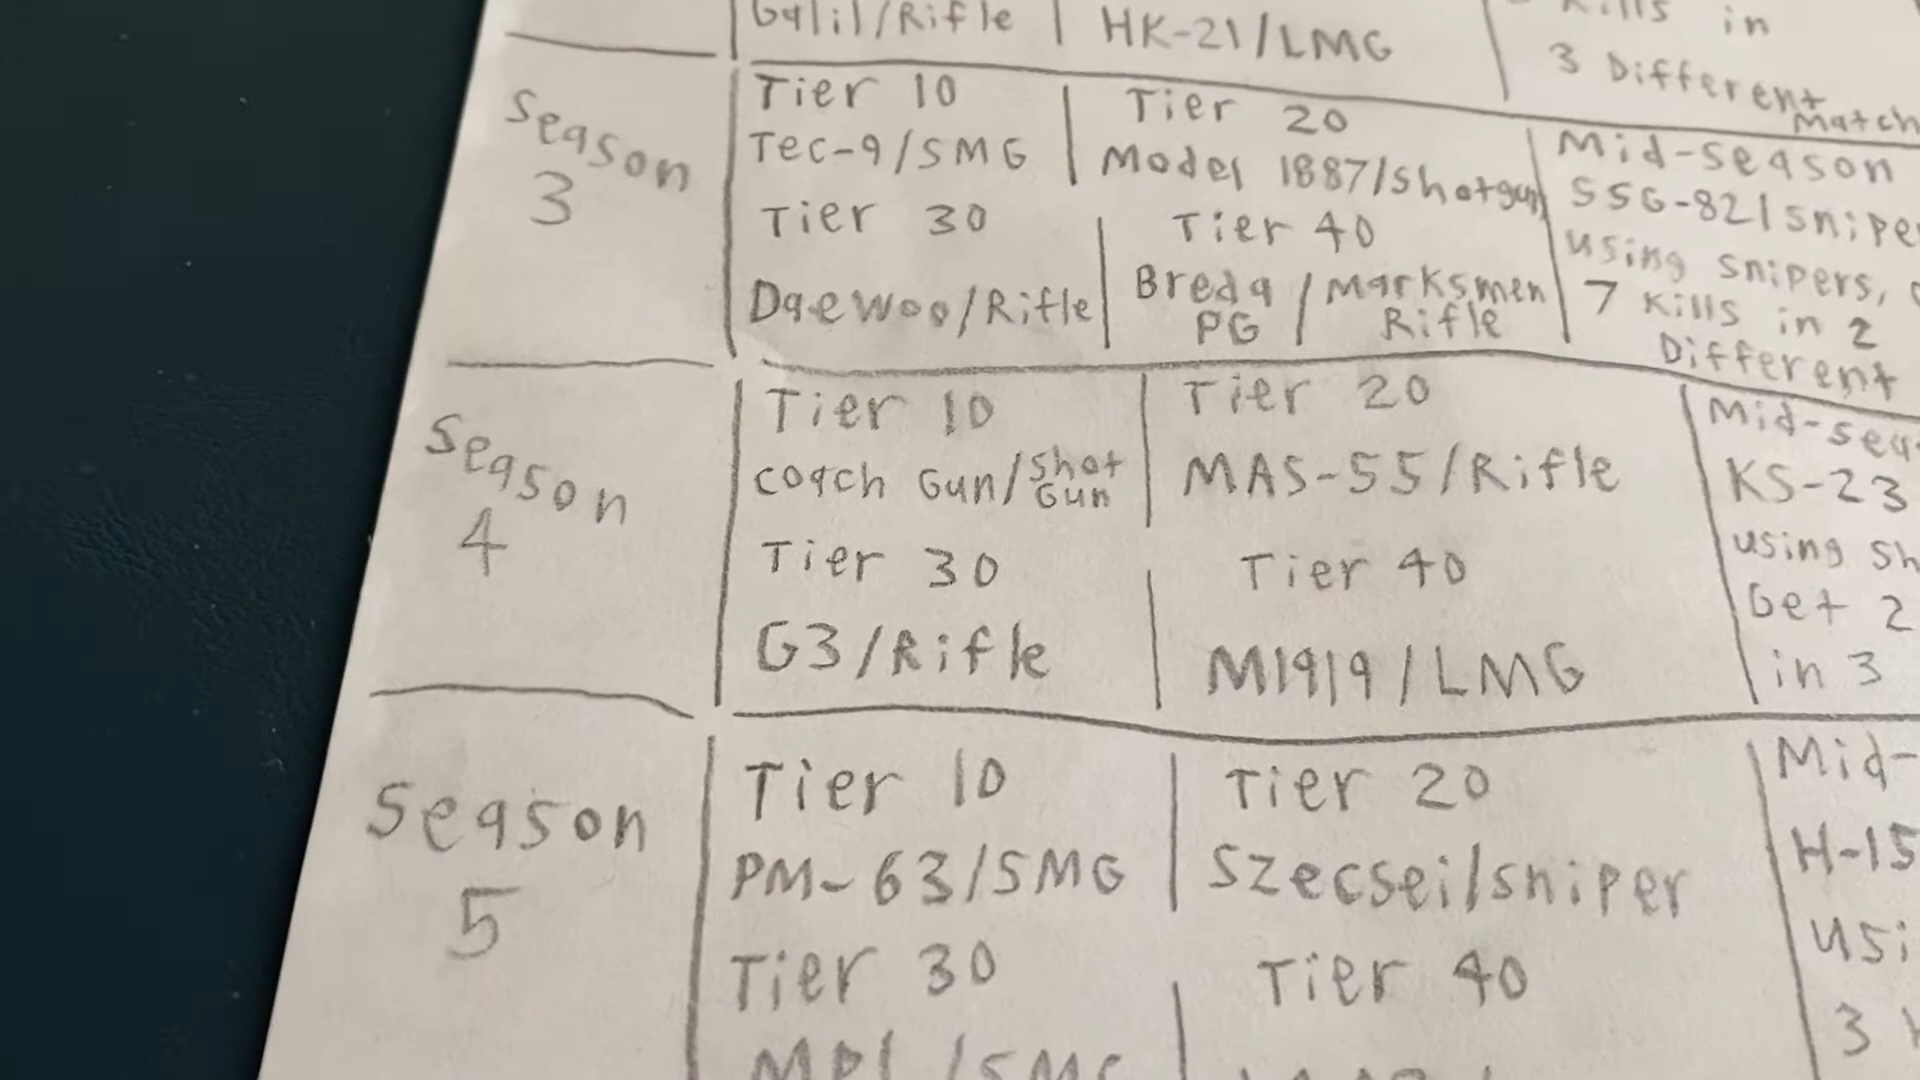 Galil/Rifle
HK-21/LMG
Kills in
3 Different
Match
Season
3
Tier 10
Tec-9/SMG
Tier 20
Model 1887/Shotgun
Tier 30
Daewoo/Rifle
Tier 40
Breda PG / Marksmen Rifle
Mid-season
SSG-82/Snipe
using snipers,
7 Kills in 2
Different
Season
4
Tier 10
Coach Gun/Shot Gun
Tier 20
MAS-55/Rifle
Tier 30
G3/Rifle
Tier 40
M1919/LMG
Mid-sea
KS-23
using Sh
Get 2
in 3
Season
5
Tier 10
PM-63/SMG
Tier 20
Szecsei/sniper
Tier 30
Tier 40
Mid-
H-15
Usi
3